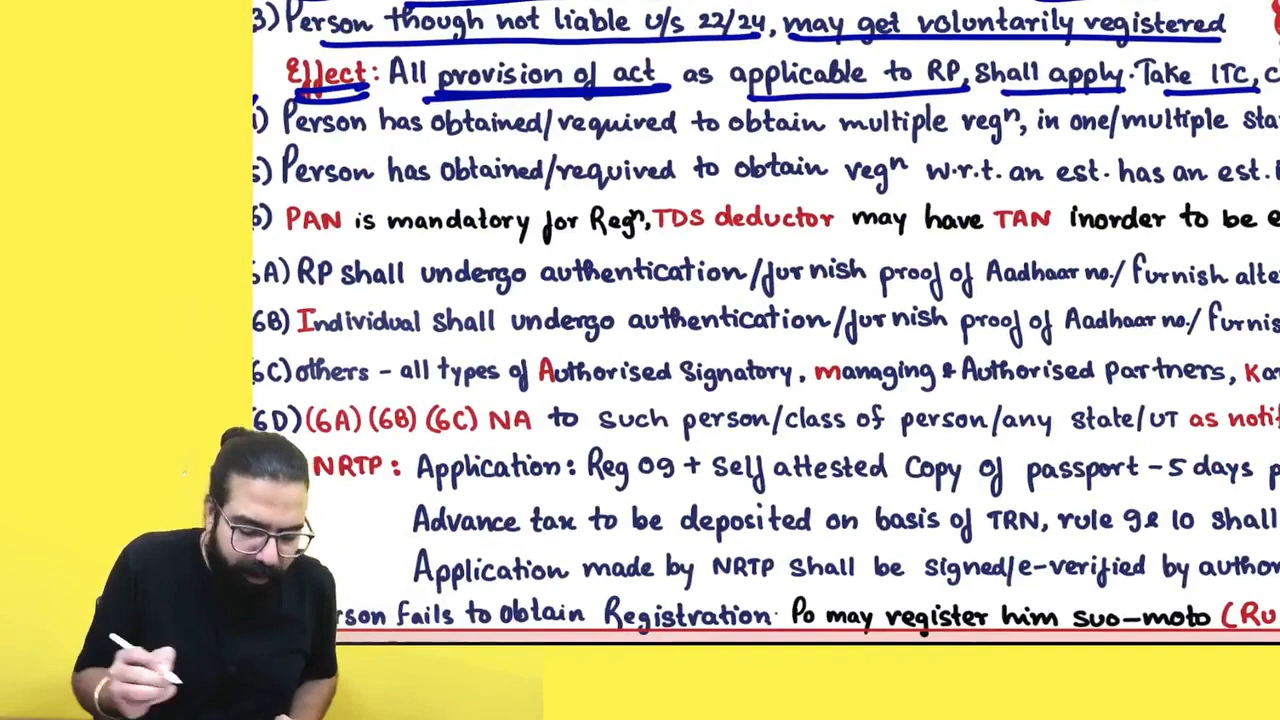 3) Person though not liable U/s 22/24, may get voluntarily registered
Effect: All provision of act as applicable to RP, Shall apply. Take ITC,
) Person has obtained/required to obtain multiple regⁿ, in one/multiple
5) Person has obtained/required to obtain regⁿ w.r.t. an est. has an est.
6) PAN is mandatory for Regⁿ, TDS deductor may have TAN inorder to be
6A) RP shall undergo authentication/furnish proof of Aadhaar no./ Furnish
6B) Individual Shall undergo authentication/furnish proof of Aadhaar no./
6C) others - all types of Authorised Signatory, managing & Authorised Partners,
6D) (6A) (6B) (6C) NA to such person/class of person/any state/UT as
NRTP: Application: Reg 09 + Self attested Copy of passport - 5 days
Advance tax to be deposited on basis of TRN, rule 9 & 10 shall
Application made by NRTP Shall be signed/e-verified by
fails to obtain Registration. Po may register him suo-moto